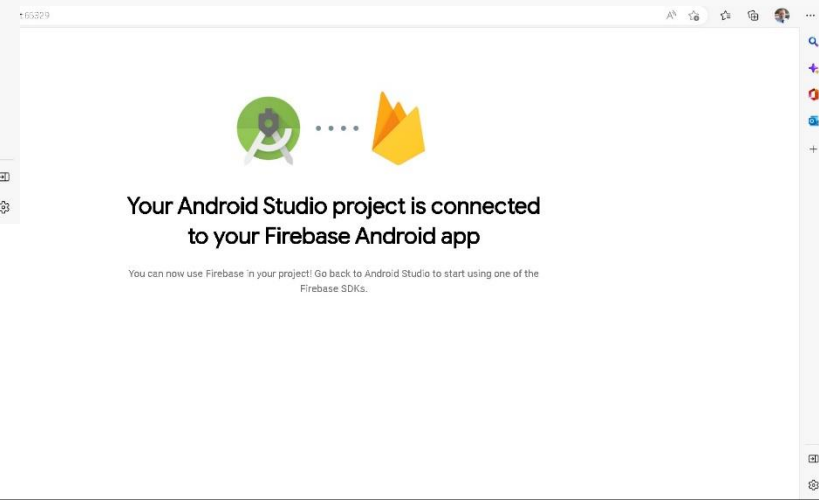 :65329
Your Android Studio project is connected
to your Firebase Android app
You can now use Firebase in your project! Go back to Android Studio to start using one of the
Firebase SDKs.